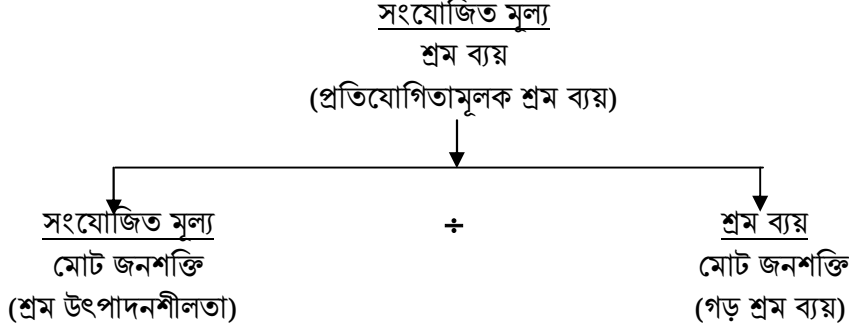 সংযোজিত মূল্য
শ্রম ব্যয়
(প্রতিযোগিতামূলক শ্রম ব্যয়)
সংযোজিত মূল্য ÷ শ্রম ব্যয়
মোট জনশক্তি মোট জনশক্তি
(শ্রম উৎপাদনশীলতা) (গড় শ্রম ব্যয়)